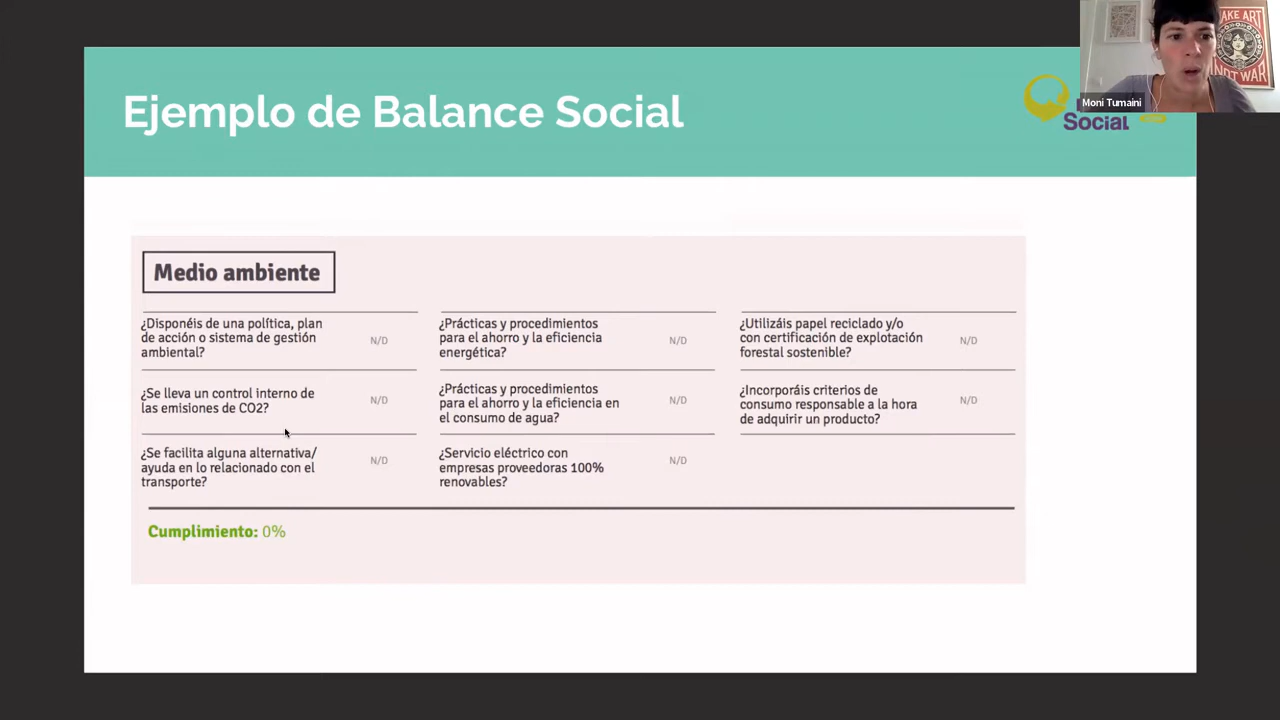 Ejemplo de Balance Social
Social
Moni Tumaini
MAKE ART
NOT WAR
Medio ambiente
¿Disponéis de una política, plan
de acción o sistema de gestión
ambiental?
N/D
¿Prácticas y procedimientos
para el ahorro y la eficiencia
energética?
N/D
¿Utilizáis papel reciclado y/o
con certificación de explotación
forestal sostenible?
N/D
¿Se lleva un control interno de
las emisiones de CO2?
N/D
¿Prácticas y procedimientos
para el ahorro y la eficiencia en
el consumo de agua?
N/D
¿Incorporáis criterios de
consumo responsable a la hora
de adquirir un producto?
N/D
¿Se facilita alguna alternativa/
ayuda en lo relacionado con el
transporte?
N/D
¿Servicio eléctrico con
empresas proveedoras 100%
renovables?
N/D
Cumplimiento: 0%